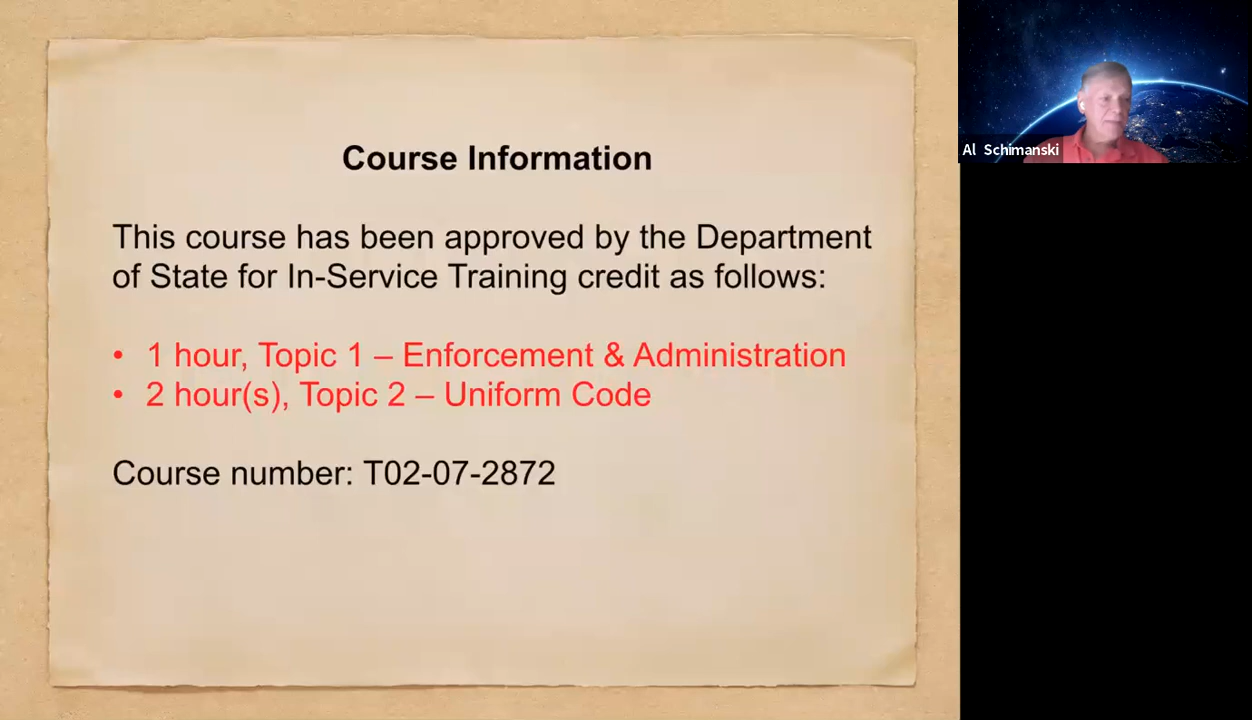 Course Information
This course has been approved by the Department
of State for In-Service Training credit as follows:
• 1 hour, Topic 1 – Enforcement & Administration
• 2 hour(s), Topic 2 – Uniform Code
Course number: T02-07-2872
Al Schimanski